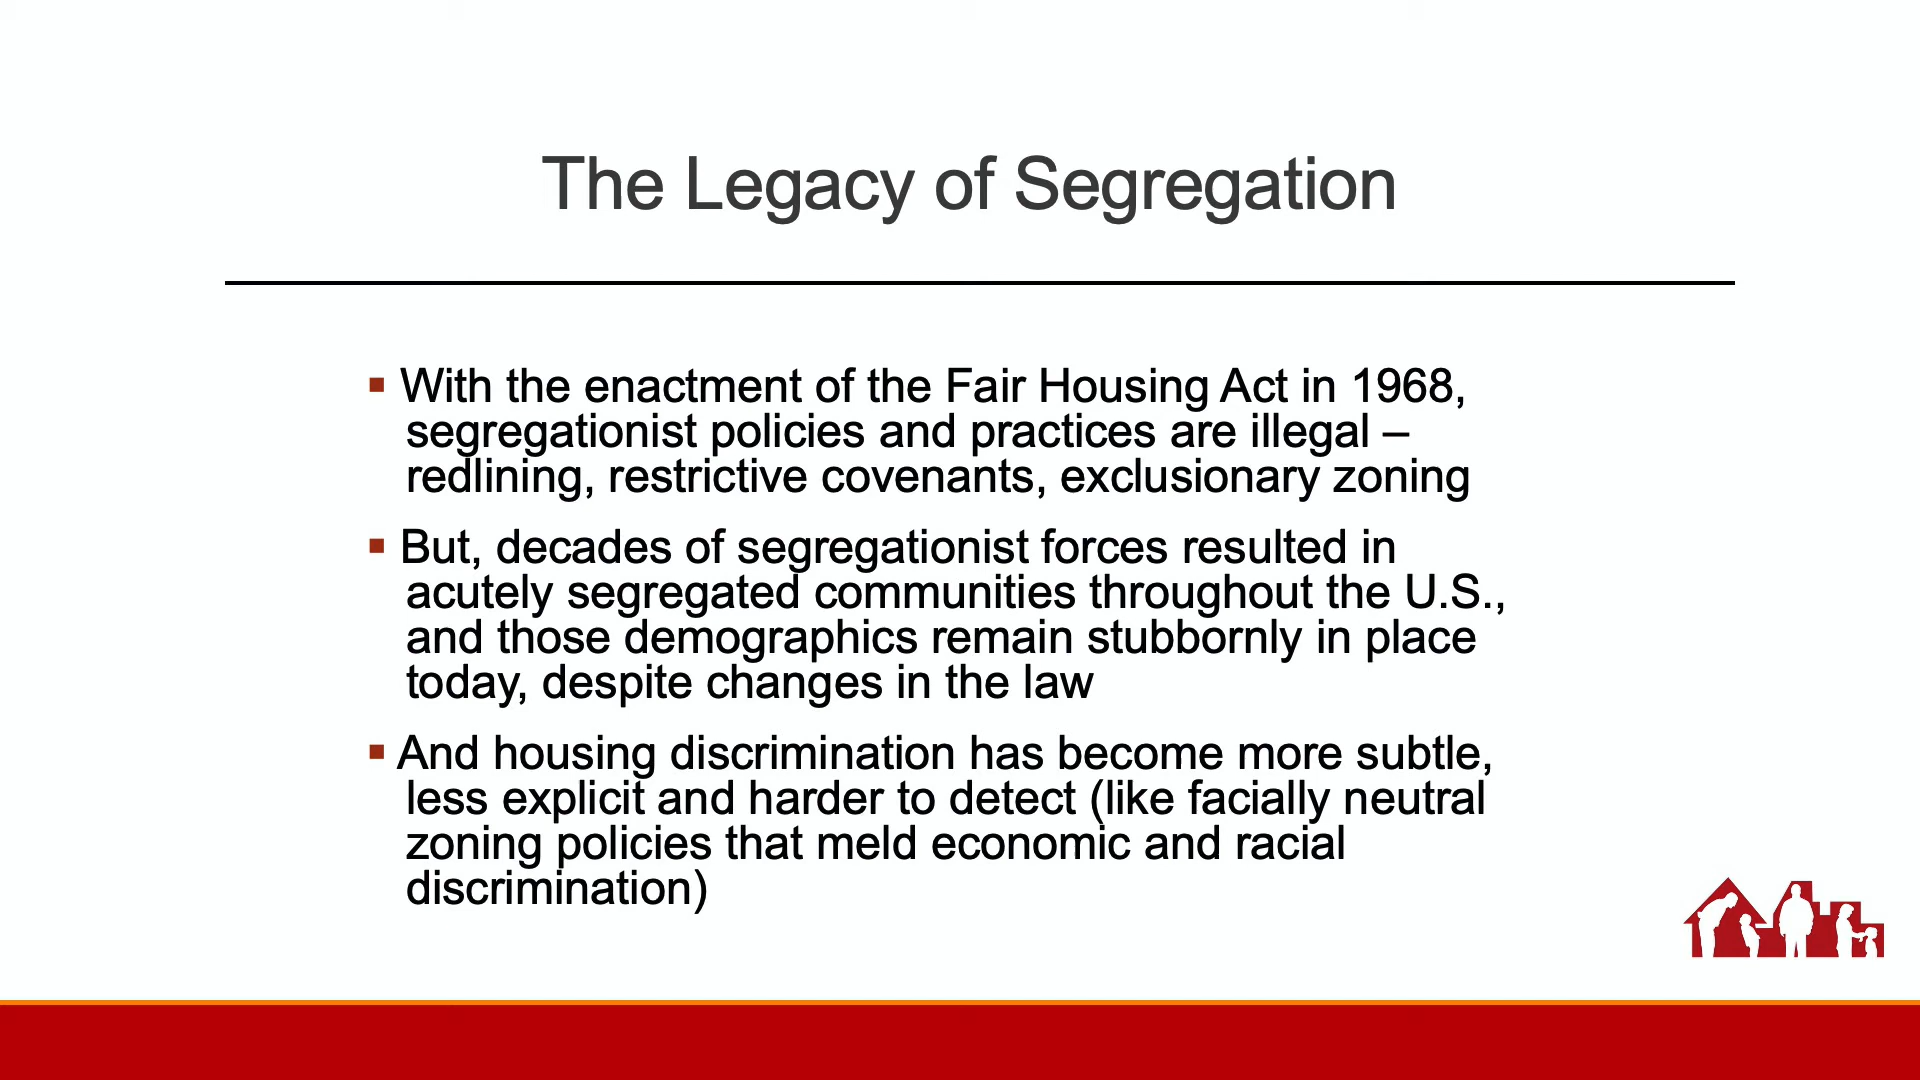 The Legacy of Segregation
▪ With the enactment of the Fair Housing Act in 1968,
segregationist policies and practices are illegal –
redlining, restrictive covenants, exclusionary zoning
▪ But, decades of segregationist forces resulted in
acutely segregated communities throughout the U.S.,
and those demographics remain stubbornly in place
today, despite changes in the law
▪ And housing discrimination has become more subtle,
less explicit and harder to detect (like facially neutral
zoning policies that meld economic and racial
discrimination)